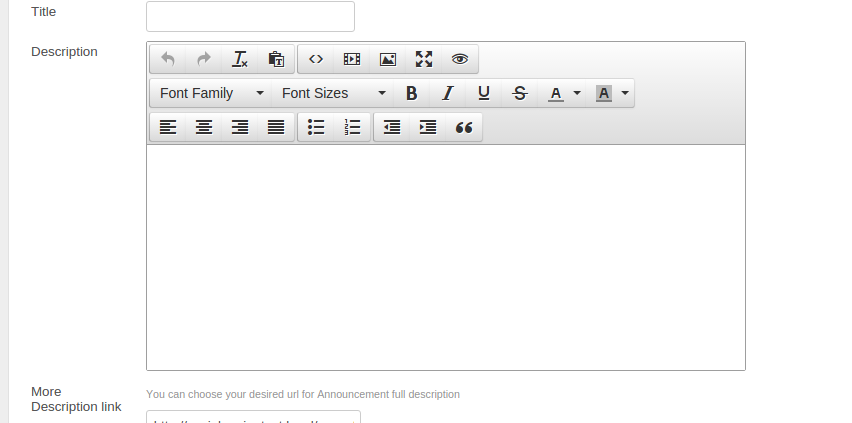 Title
Description
Font Family Font Sizes B I U S A A
More
Description link
You can choose your desired url for Announcement full description